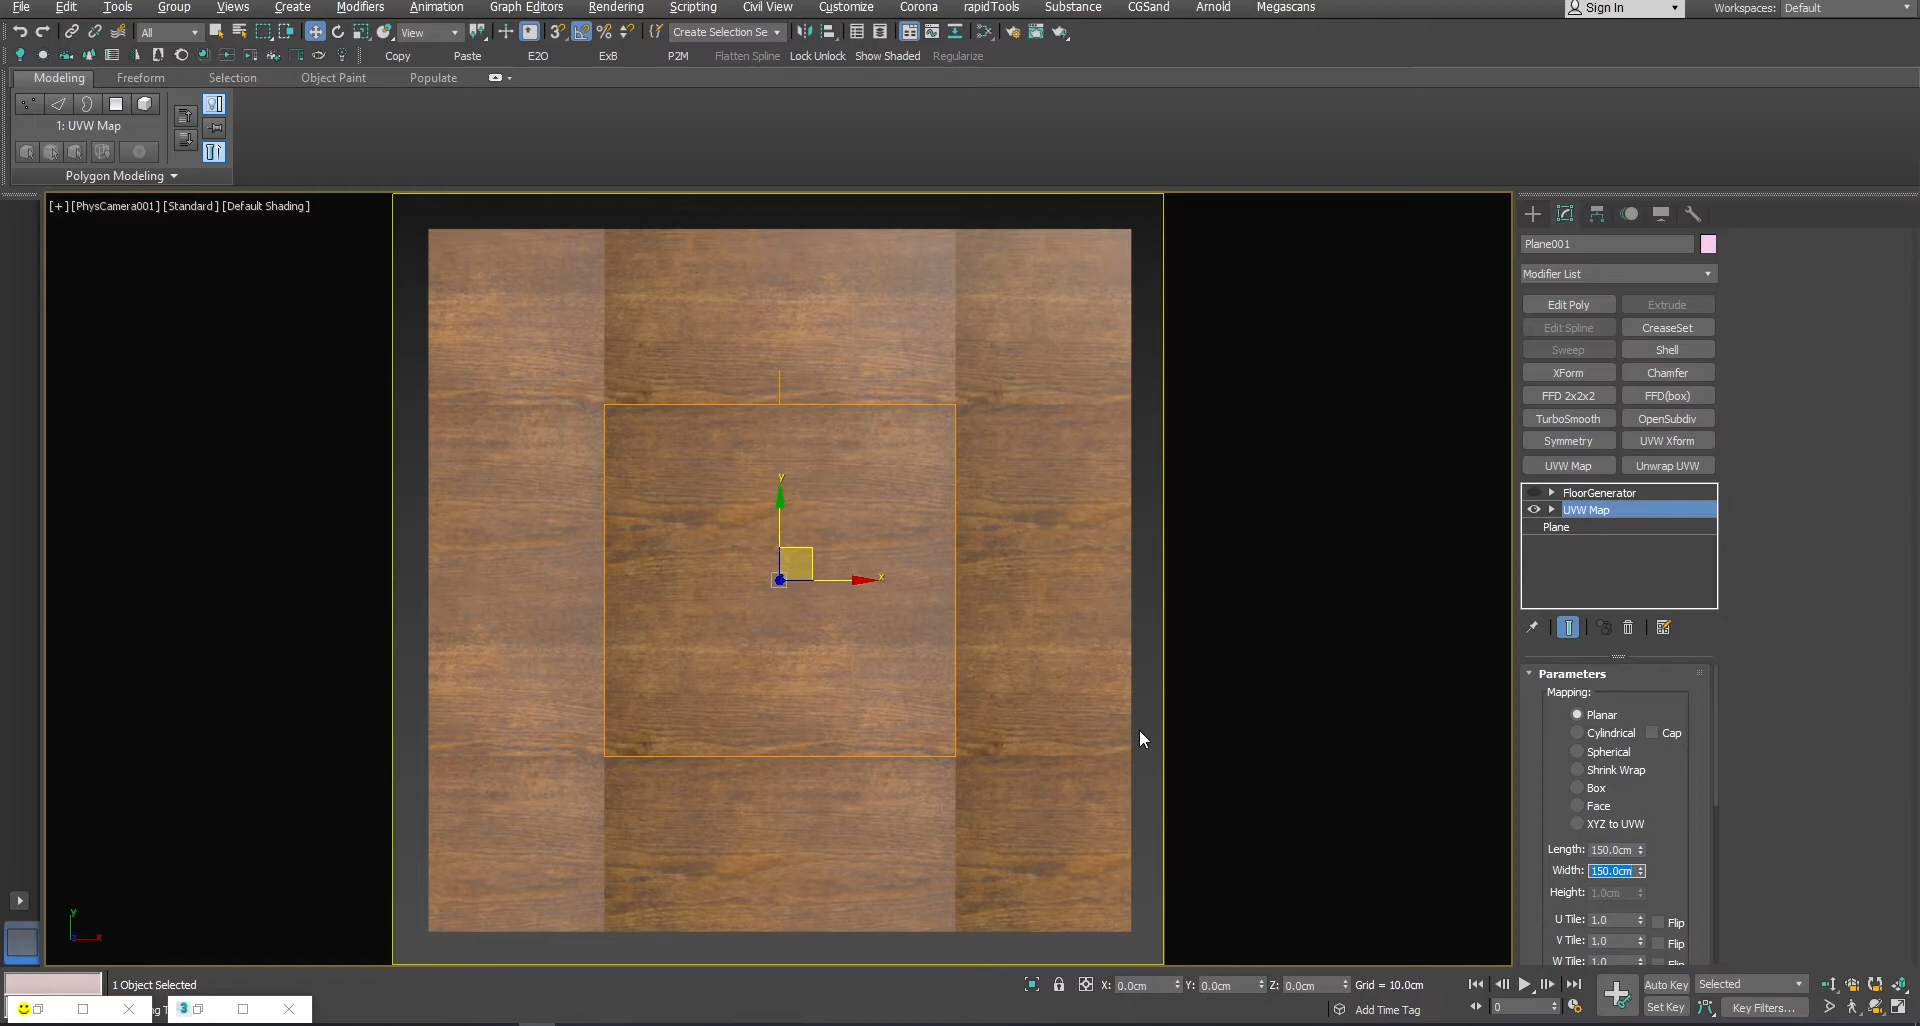 File Edit Tools Group Views Create Modifiers Animation Graph Editors Rendering Scripting Civil View Customize Corona rapidTools Substance CGSand Arnold Megascans Sign In Workspaces: Default
All View Create Selection Se
Copy Paste E2O ExB P2M Flatten Spline Lock Unlock Show Shaded Regularize
Modeling Freeform Selection Object Paint Populate
1: UVW Map
Polygon Modeling
[+] [PhysCamera001] [Standard] [Default Shading]
Plane001
Modifier List
Edit Poly Extrude
Edit Spline CreaseSet
Sweep Shell
XForm Chamfer
FFD 2x2x2 FFD(box)
TurboSmooth OpenSubdiv
Symmetry UVW Xform
UVW Map Unwrap UVW
FloorGenerator
UVW Map
Plane
y
x
Parameters
Mapping:
Planar
Cylindrical Cap
Spherical
Shrink Wrap
Box
Face
XYZ to UVW
Length: 150.0cm
Width: 150.0cm
Height: 1.0cm
U Tile: 1.0 Flip
V Tile: 1.0 Flip
W Tile: 1.0 Flip
y
z x
1 Object Selected
X: 0.0cm Y: 0.0cm Z: 0.0cm Grid = 10.0cm
Auto Key Selected
Add Time Tag
0
Set Key Key Filters...